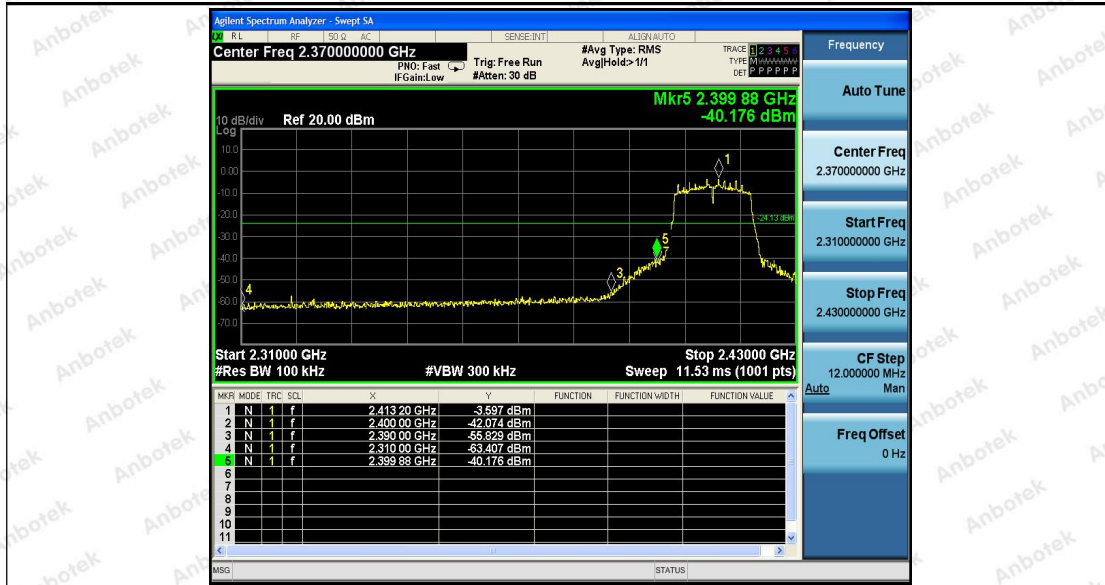 Agilent Spectrum Analyzer - Swept SA
RL RF 50 Ω AC SENSE:INT ALIGNAUTO
Center Freq 2.370000000 GHz
PNO: Fast
IFGain:Low
Trig: Free Run
#Atten: 30 dB
#Avg Type: RMS
Avg|Hold:>1/1
TRACE 1 2 3 4 5 6
TYPE M
DET P P P P P P
Mkr5 2.399 88 GHz
-40.176 dBm
10 dB/div Ref 20.00 dBm
Log
10.0
0.00
-10.0
-20.0
-30.0
-40.0
-50.0
-60.0
-70.0
1
-24.13 dBm
5
3
4
Start 2.31000 GHz Stop 2.43000 GHz
#Res BW 100 kHz #VBW 300 kHz Sweep 11.53 ms (1001 pts)
MKR MODE TRC SCL X Y FUNCTION FUNCTION WIDTH FUNCTION VALUE
1 N 1 f 2.413 20 GHz -3.597 dBm
2 N 1 f 2.400 00 GHz -42.074 dBm
3 N 1 f 2.390 00 GHz -55.829 dBm
4 N 1 f 2.310 00 GHz -63.407 dBm
5 N 1 f 2.399 88 GHz -40.176 dBm
6
7
8
9
10
11
MSG STATUS
Frequency
Auto Tune
Center Freq
2.370000000 GHz
Start Freq
2.310000000 GHz
Stop Freq
2.430000000 GHz
CF Step
12.000000 MHz
Auto Man
Freq Offset
0 Hz
Anbotek